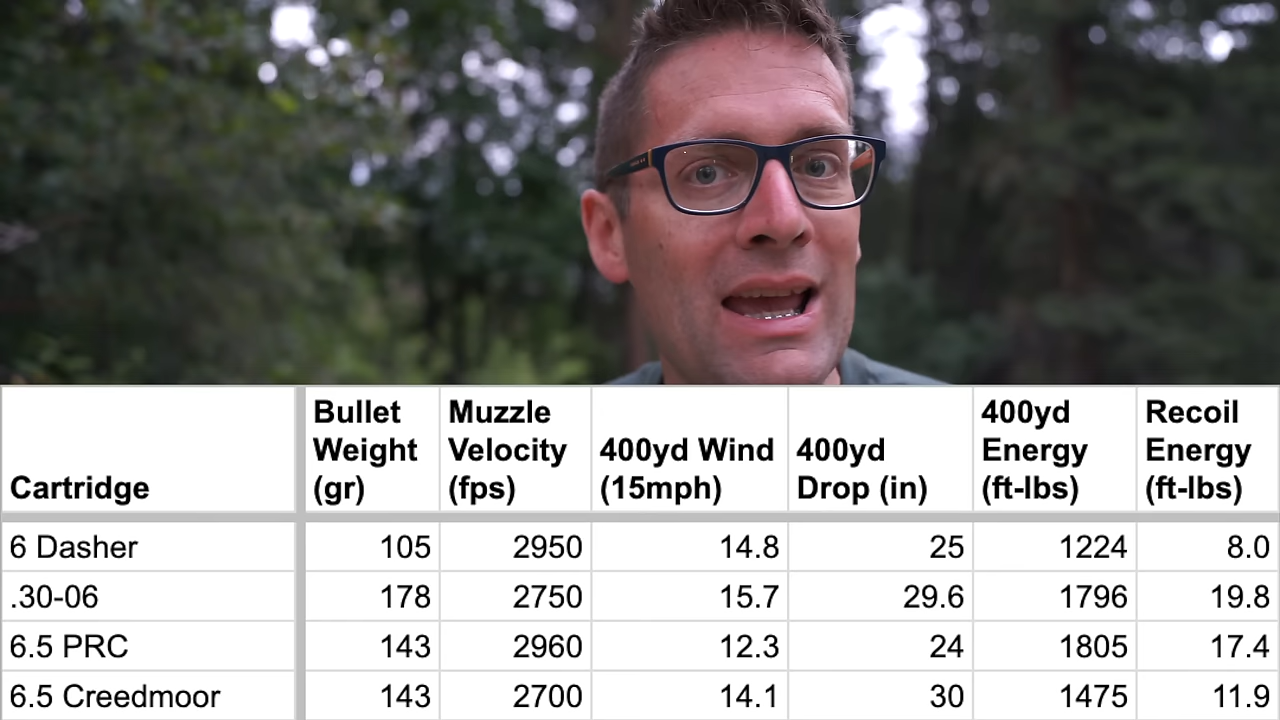 Cartridge Bullet Weight (gr) Muzzle Velocity (fps) 400yd Wind (15mph) 400yd Drop (in) 400yd Energy (ft-lbs) Recoil Energy (ft-lbs)
6 Dasher 105 2950 14.8 25 1224 8.0
.30-06 178 2750 15.7 29.6 1796 19.8
6.5 PRC 143 2960 12.3 24 1805 17.4
6.5 Creedmoor 143 2700 14.1 30 1475 11.9